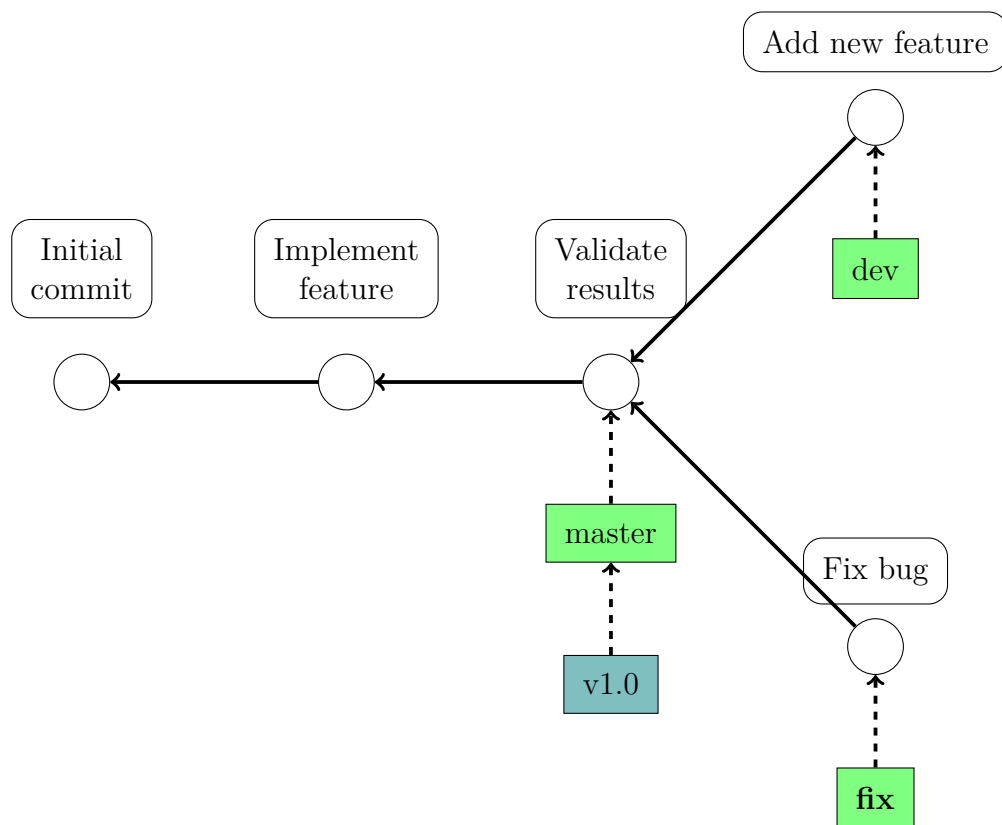 Add new feature
Initial
commit
Implement
feature
Validate
results
dev
master
Fix bug
v1.0
fix